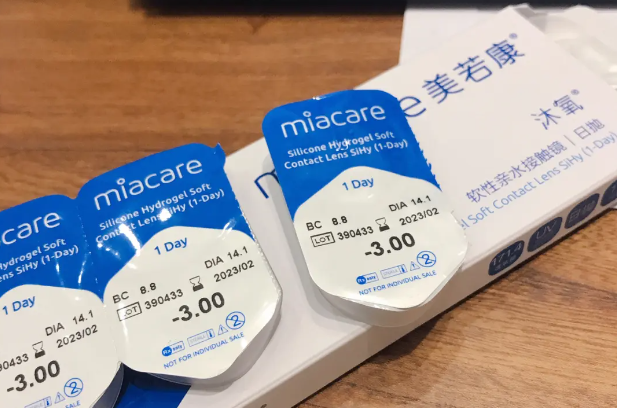 美若康
沐氧
软性亲水接触镜 | 日抛
Soft Contact Lens SiHy (1-Day)
miacare
Silicone Hydrogel Soft
Contact Lens SiHy (1-Day)
1 Day
BC 8.8 DIA 14.1
LOT 390433 2023/02
-3.00
NOT FOR INDIVIDUAL SALE
miacare
Silicone Hydrogel Soft
Contact Lens SiHy (1-Day)
1 Day
BC 8.8 DIA 14.1
LOT 390433 2023/02
-3.00
NOT FOR INDIVIDUAL SALE
Hydrogel Soft
Lens SiHy (1-Day)
1 Day
DIA 14.1
2023/02
-3.00